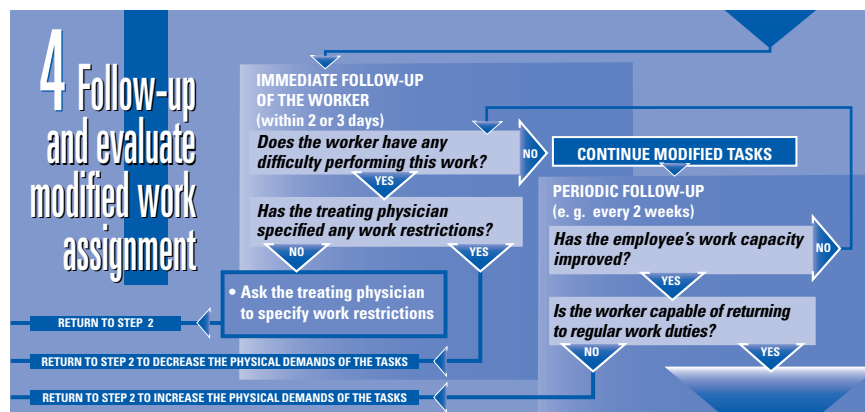 4 Follow-up
and evaluate
modified work
assignment
IMMEDIATE FOLLOW-UP
OF THE WORKER
(within 2 or 3 days)
Does the worker have any
difficulty performing this work?
NO
YES
Has the treating physician
specified any work restrictions?
NO
YES
• Ask the treating physician
to specify work restrictions
RETURN TO STEP 2
RETURN TO STEP 2 TO DECREASE THE PHYSICAL DEMANDS OF THE TASKS
RETURN TO STEP 2 TO INCREASE THE PHYSICAL DEMANDS OF THE TASKS
CONTINUE MODIFIED TASKS
PERIODIC FOLLOW-UP
(e. g. every 2 weeks)
Has the employee's work capacity
improved?
NO
YES
Is the worker capable of returning
to regular work duties?
NO
YES